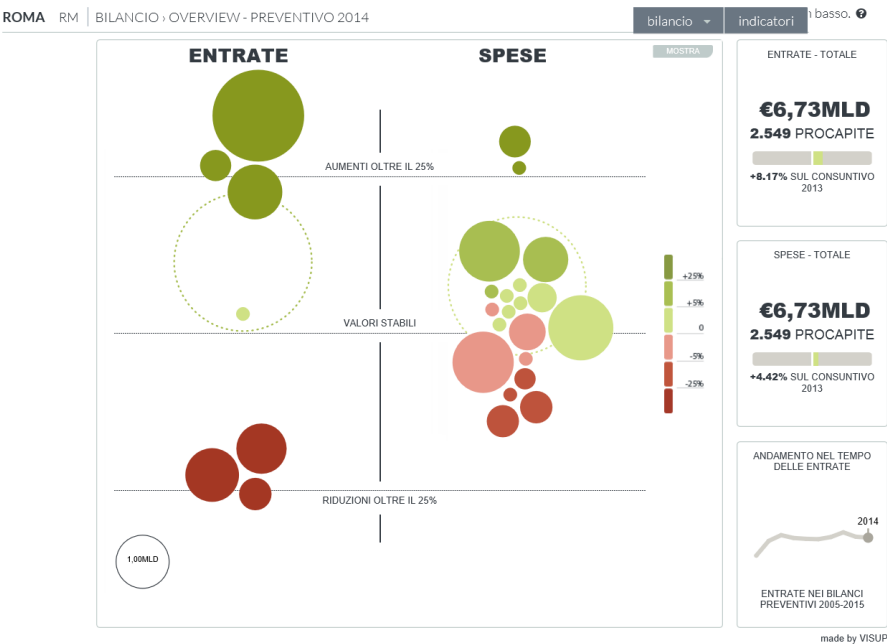 ROMA RM BILANCIO › OVERVIEW - PREVENTIVO 2014
bilancio indicatori
basso.
ENTRATE
SPESE
MOSTRA
AUMENTI OLTRE IL 25%
VALORI STABILI
RIDUZIONI OLTRE IL 25%
1,00MLD
+25%
+5%
0
-5%
-25%
ENTRATE - TOTALE
€6,73MLD
2.549 PROCAPITE
+8.17% SUL CONSUNTIVO
2013
SPESE - TOTALE
€6,73MLD
2.549 PROCAPITE
+4.42% SUL CONSUNTIVO
2013
ANDAMENTO NEL TEMPO
DELLE ENTRATE
2014
ENTRATE NEI BILANCI
PREVENTIVI 2005-2015
made by VISUP